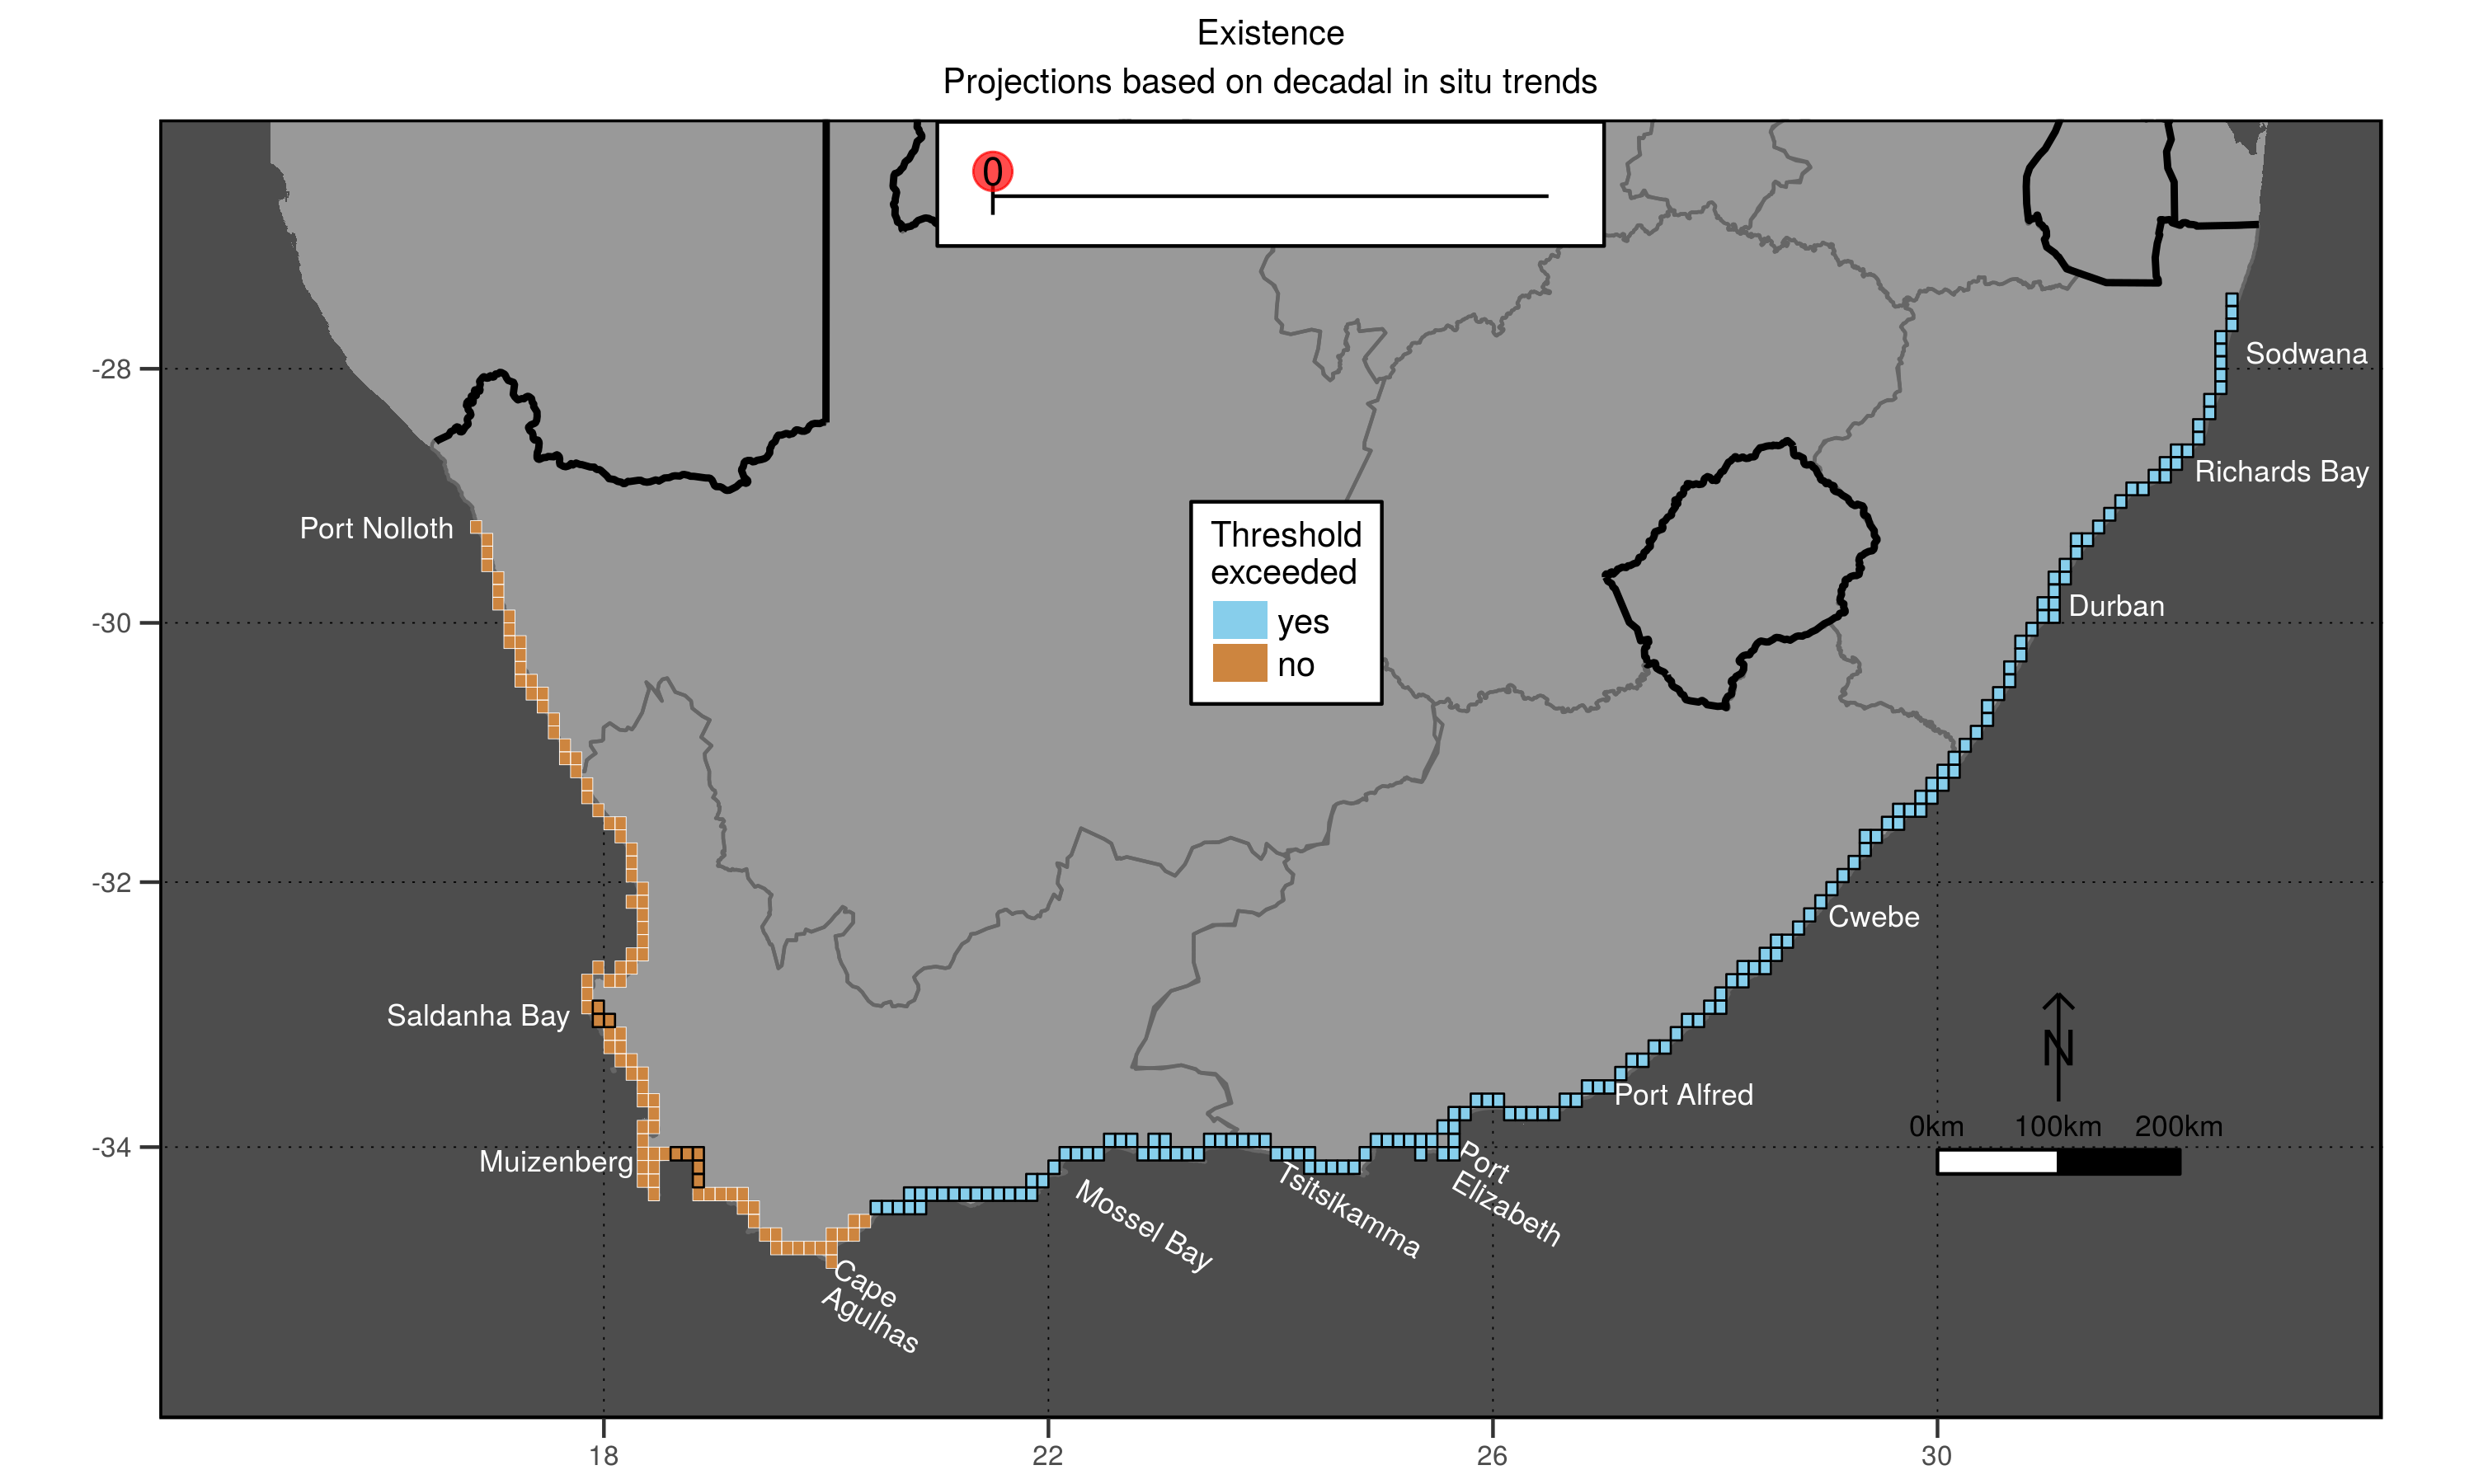 Existence
Projections based on decadal in situ trends
0
-28
Sodwana
Richards Bay
Port Nolloth
Threshold
exceeded
yes
no
-30
Durban
-32
Cwebe
Saldanha Bay
N
Port Alfred
0km 100km 200km
-34
Muizenberg
Port
Elizabeth
Tsitsikamma
Mossel Bay
Cape
Agulhas
18 22 26 30